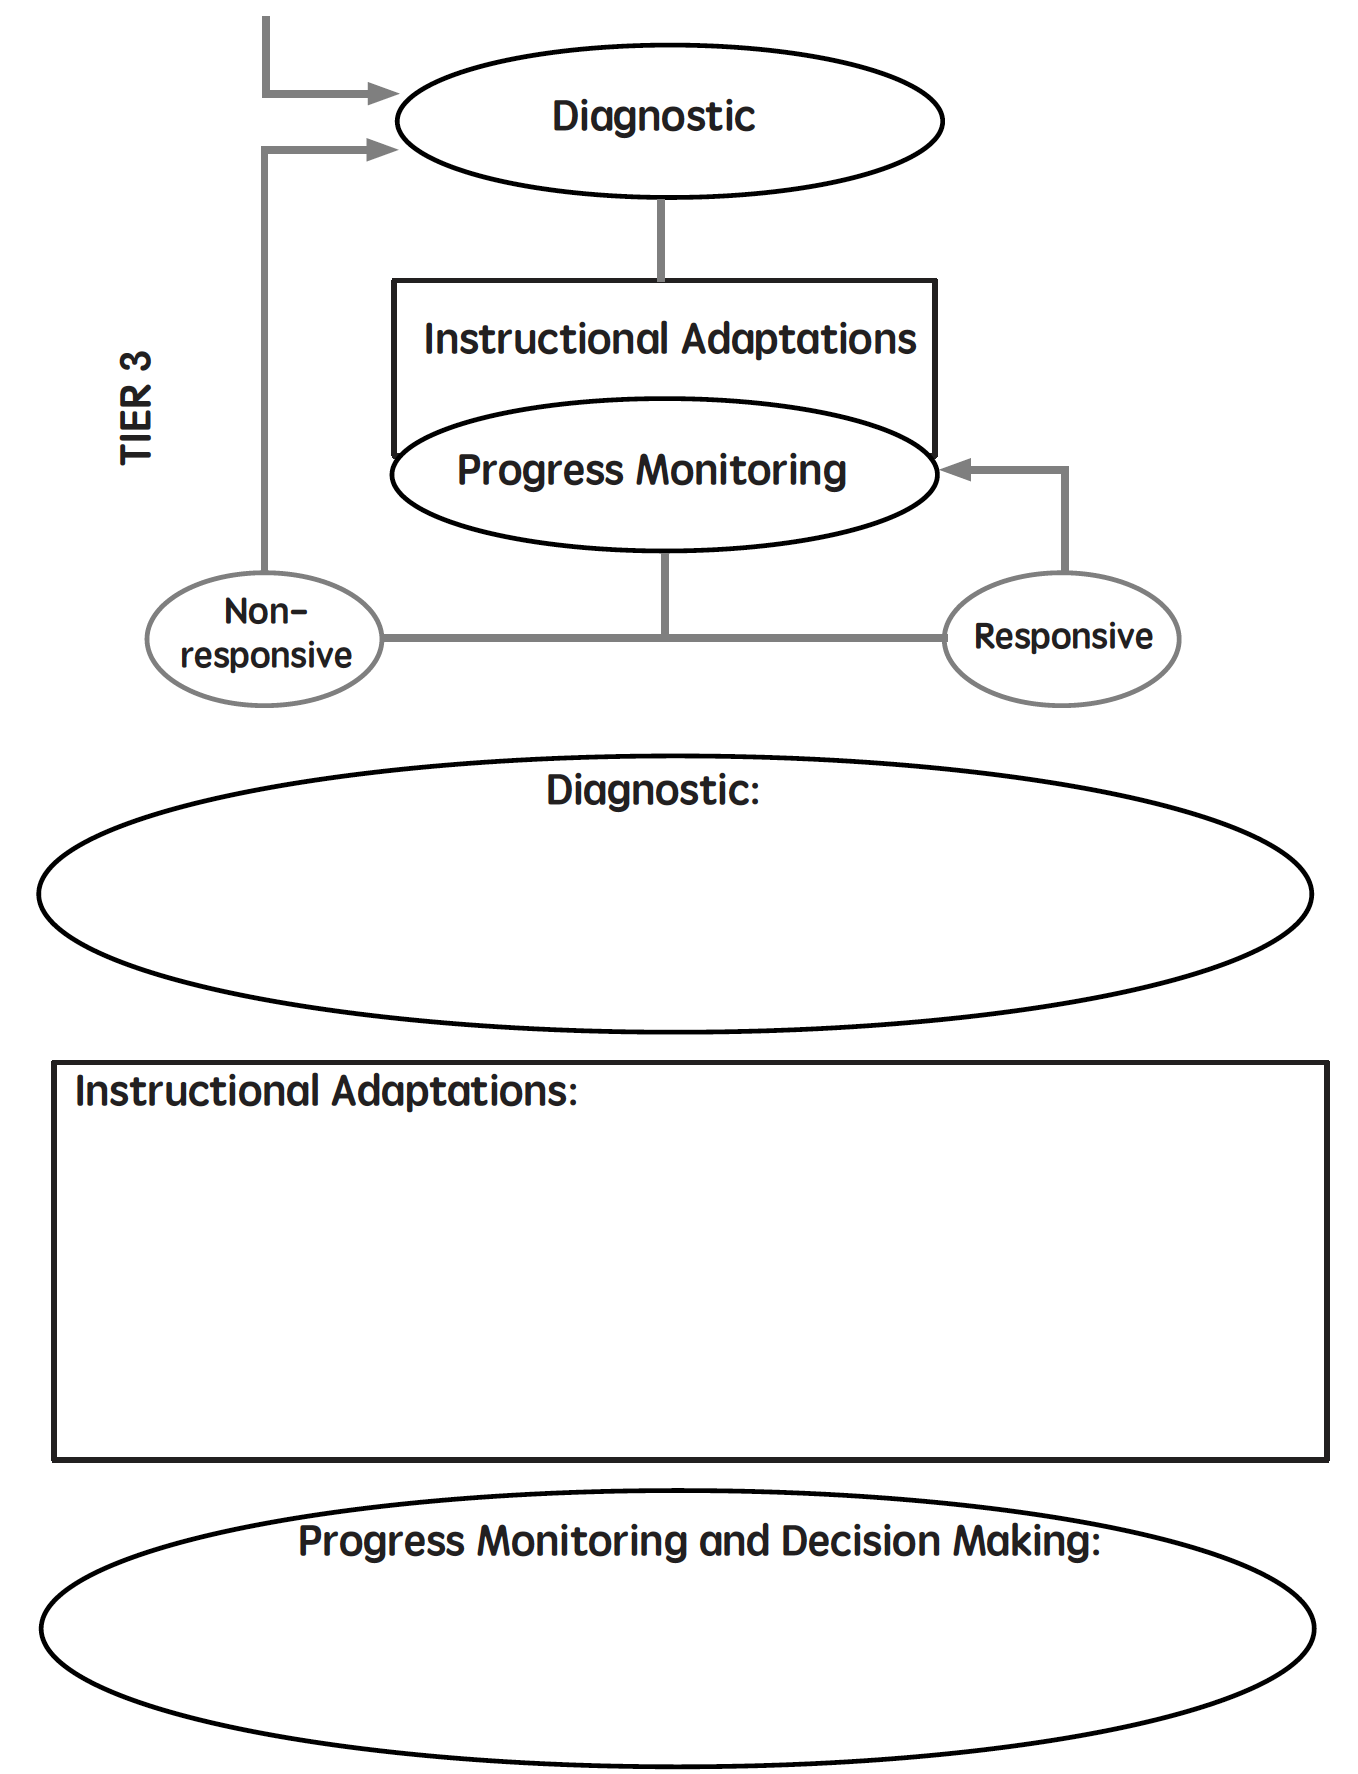 Diagnostic
Instructional Adaptations
TIER 3
Progress Monitoring
Non-
responsive
Responsive
Diagnostic:
Instructional Adaptations:
Progress Monitoring and Decision Making: